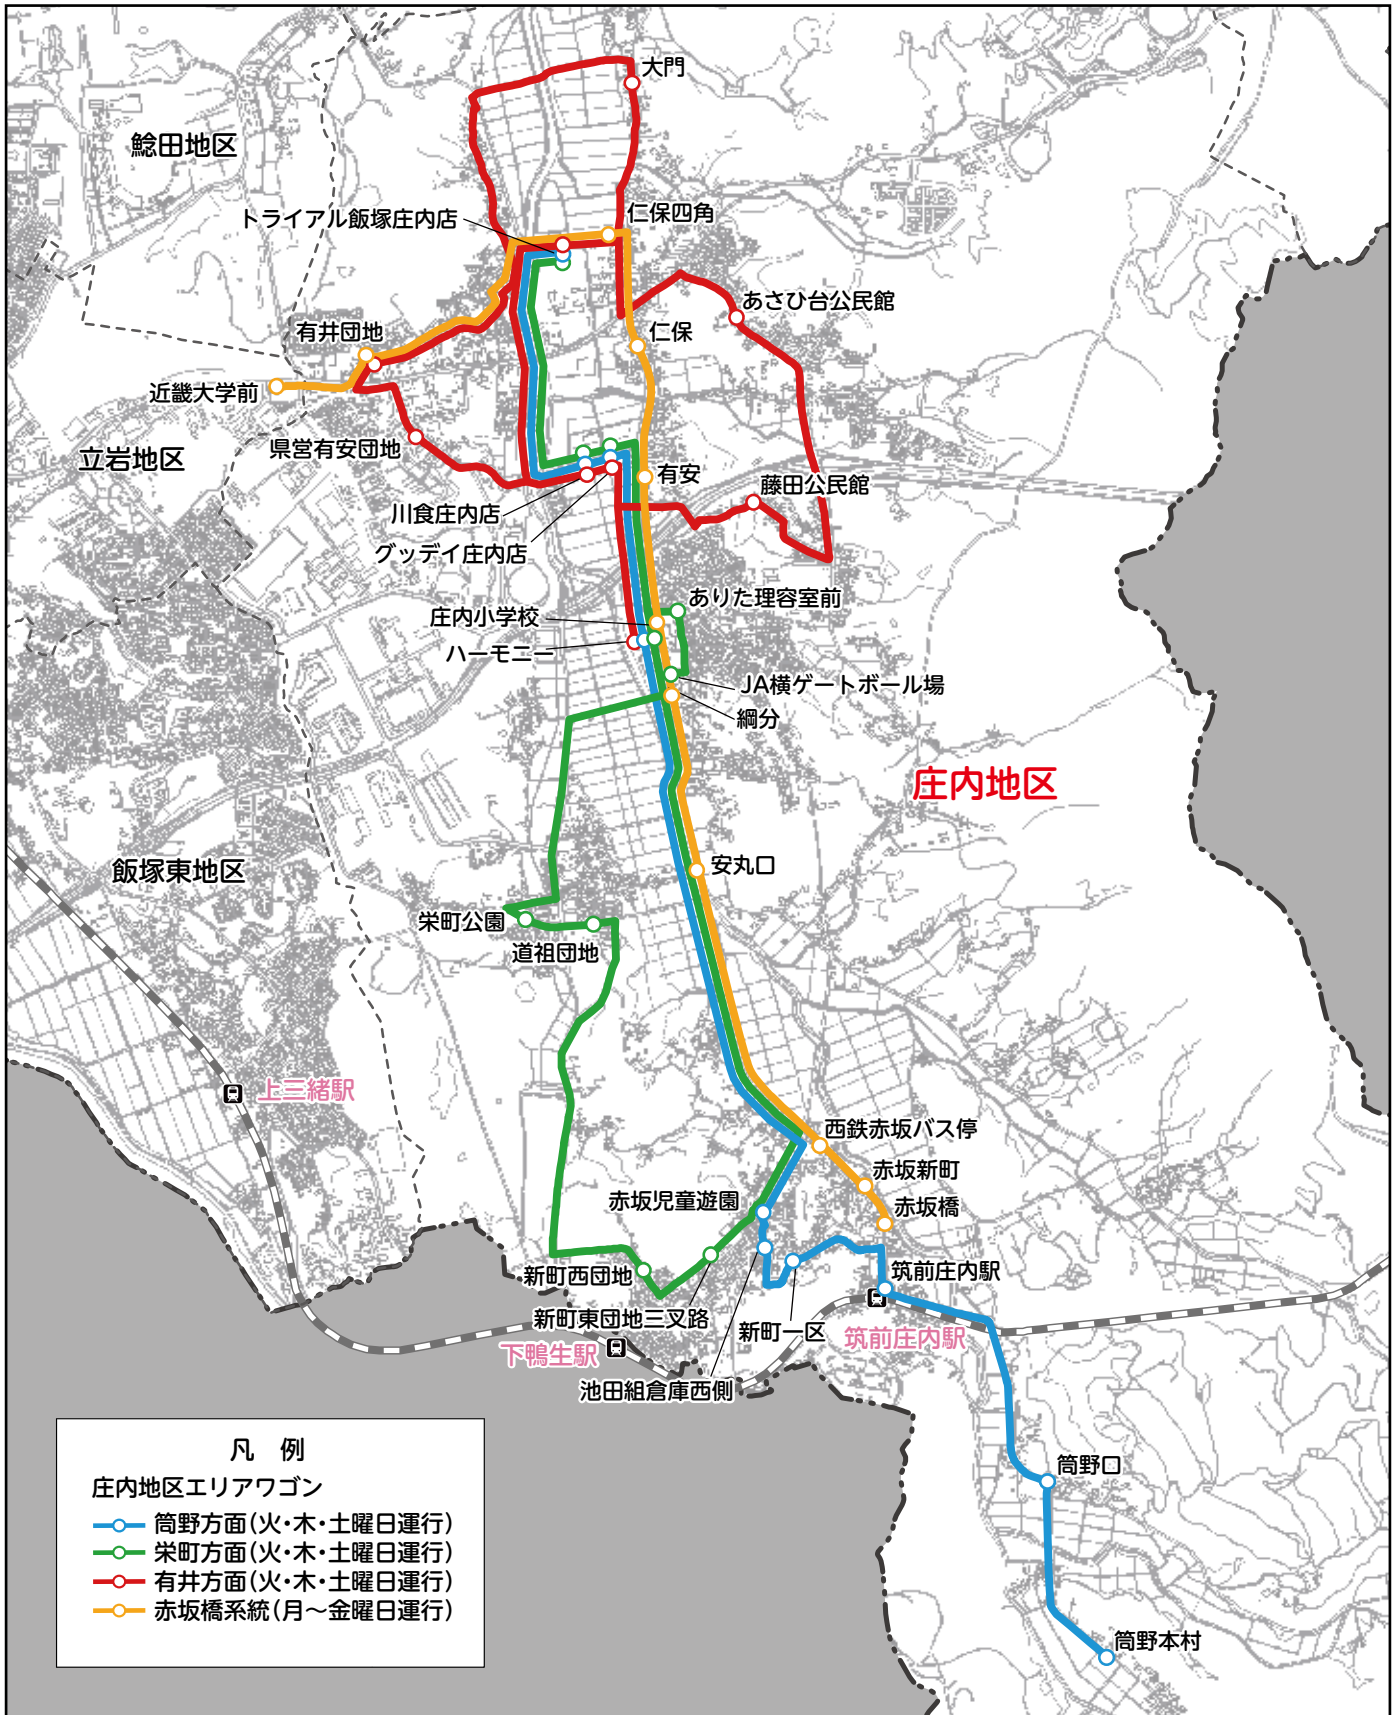 大門
鯰田地区
トライアル飯塚庄内店
仁保四角
あさひ台公民館
有井団地
仁保
近畿大学前
県営有安団地
立岩地区
有安
藤田公民館
川食庄内店
グッデイ庄内店
ありた理容室前
庄内小学校
ハーモニー
JA横ゲートボール場
綱分
庄内地区
安丸口
飯塚東地区
栄町公園
道祖団地
上三緒駅
西鉄赤坂バス停
赤坂新町
赤坂児童遊園
赤坂橋
新町西団地
筑前庄内駅
新町東団地三叉路
新町一区
筑前庄内駅
下鴨生駅
池田組倉庫西側
凡 例
庄内地区エリアワゴン
筒野方面(火・木・土曜日運行)
栄町方面(火・木・土曜日運行)
有井方面(火・木・土曜日運行)
赤坂橋系統(月〜金曜日運行)
筒野口
筒野本村